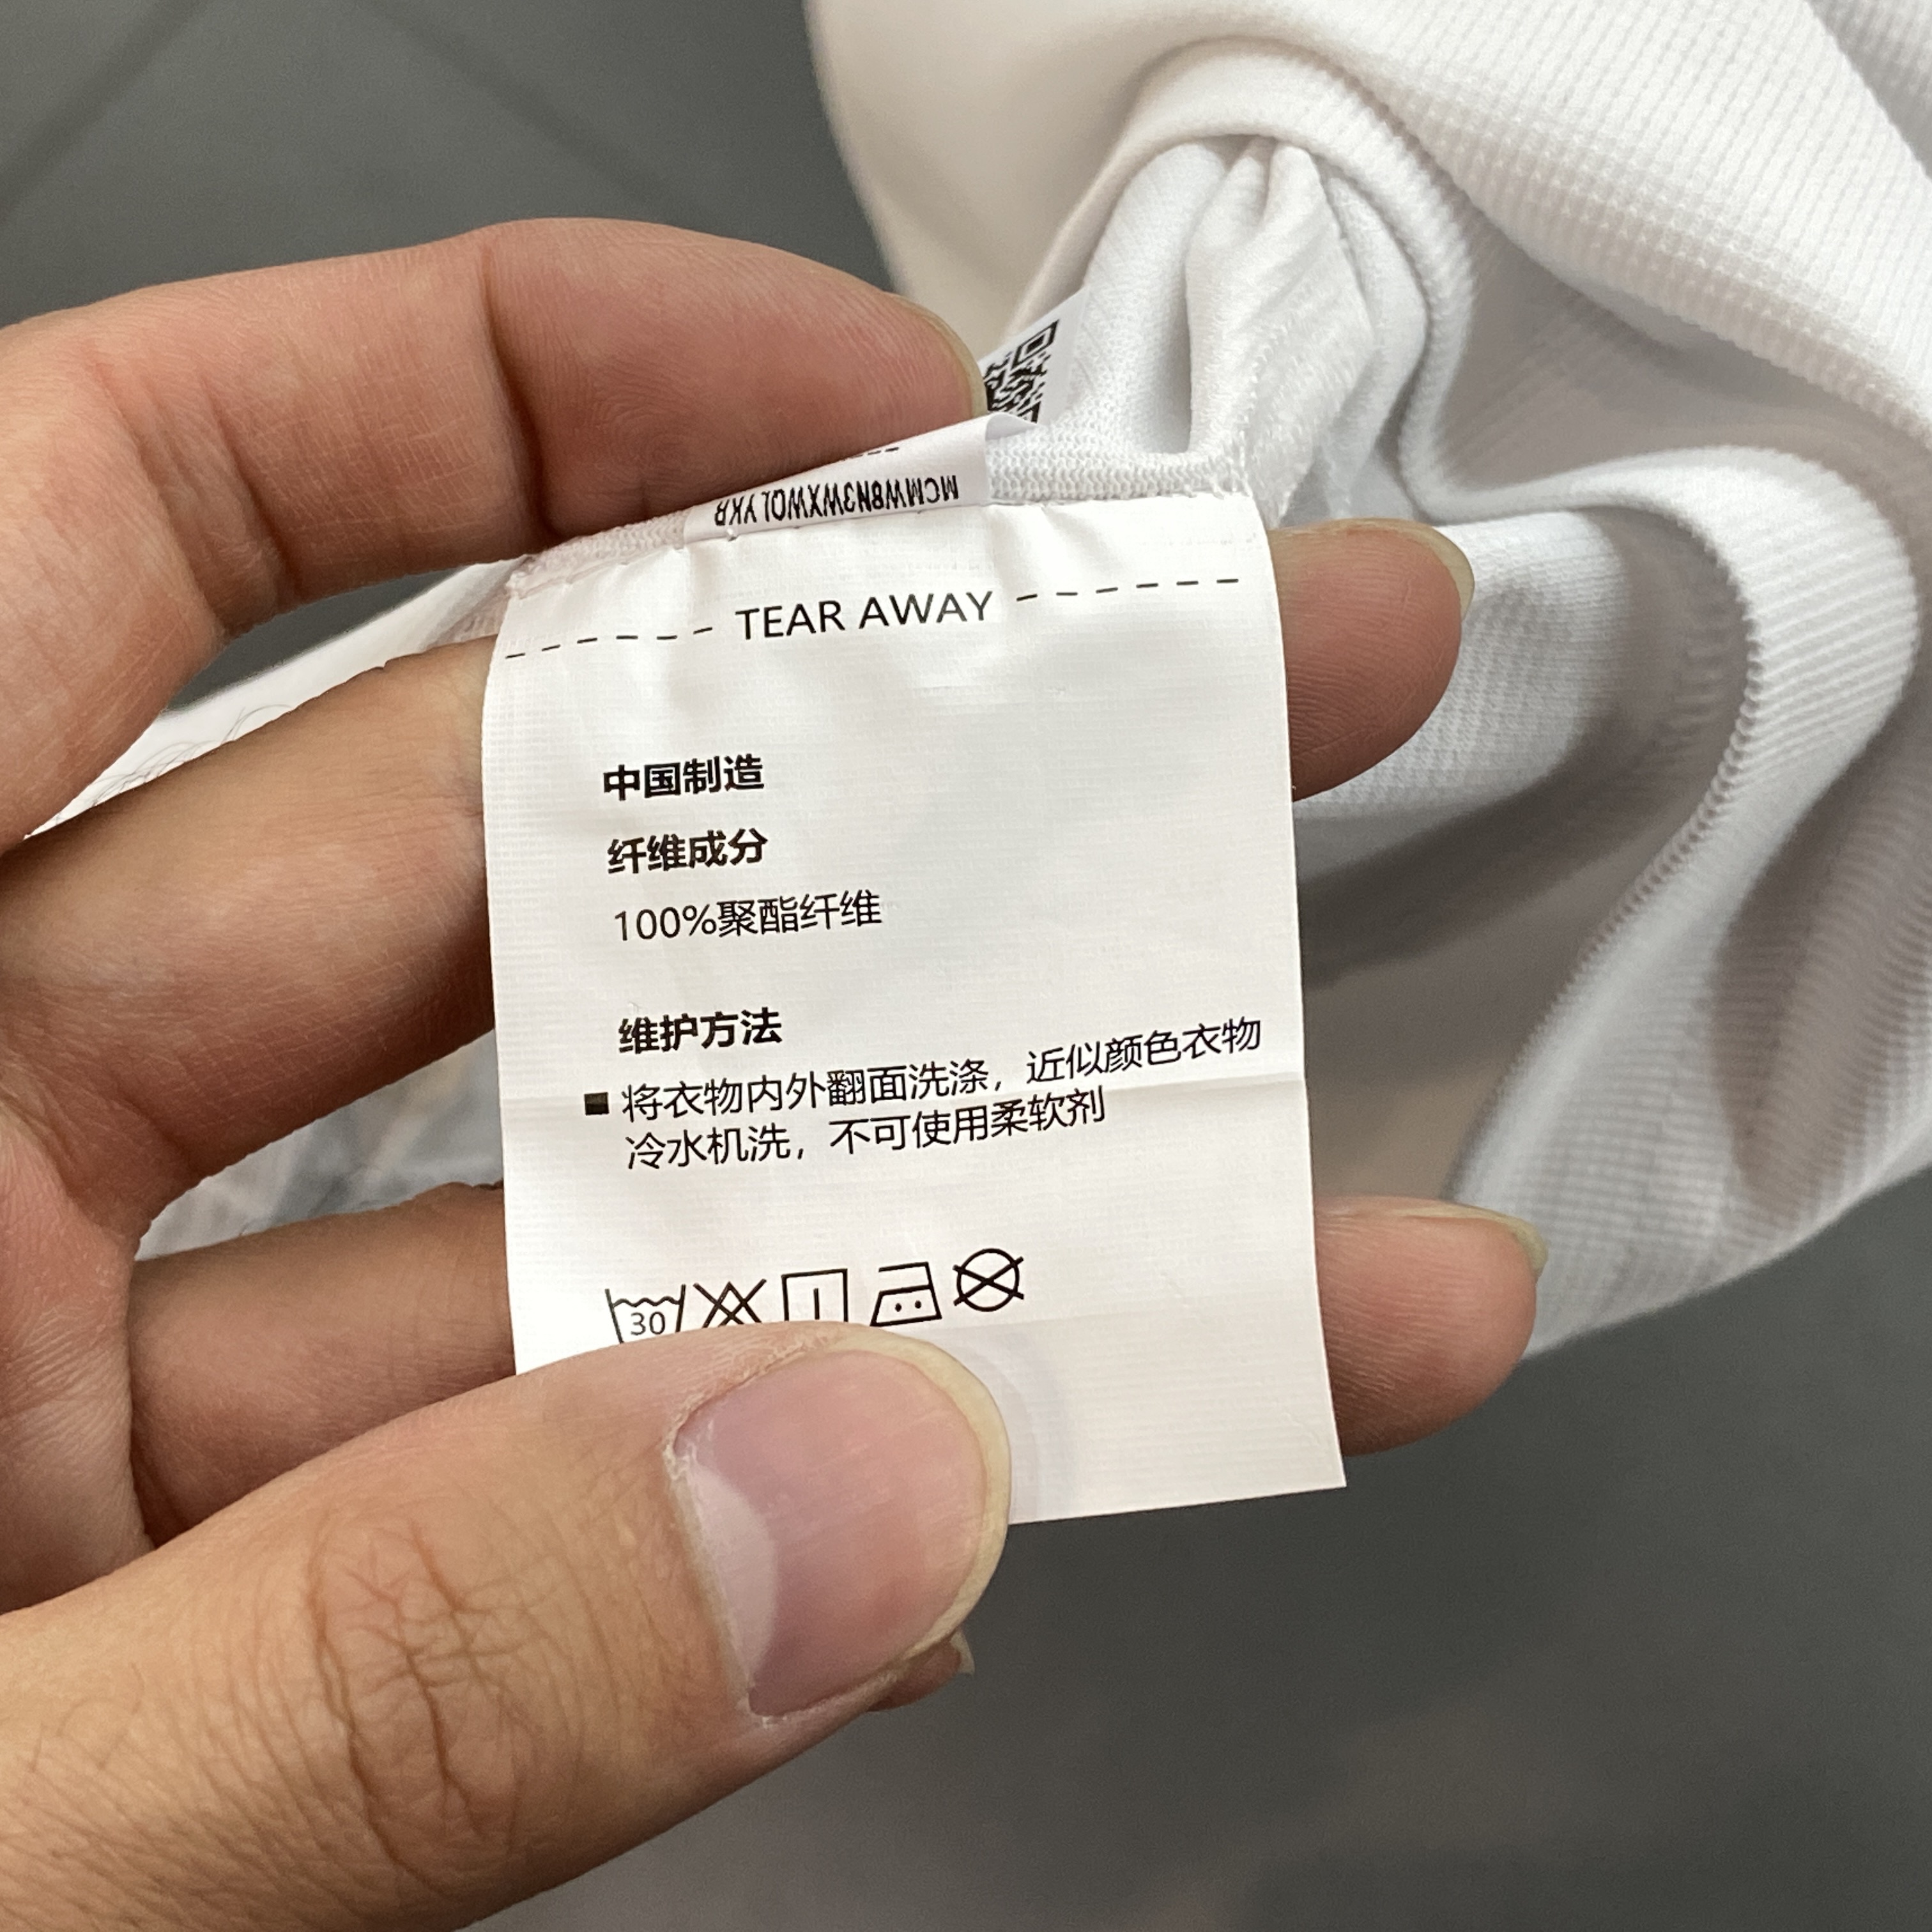 MCMW8N3WXWQLYKB
TEAR AWAY
中国制造
纤维成分
100%聚酯纤维
维护方法
■ 将衣物内外翻面洗涤，近似颜色衣物
冷水机洗，不可使用柔软剂
30